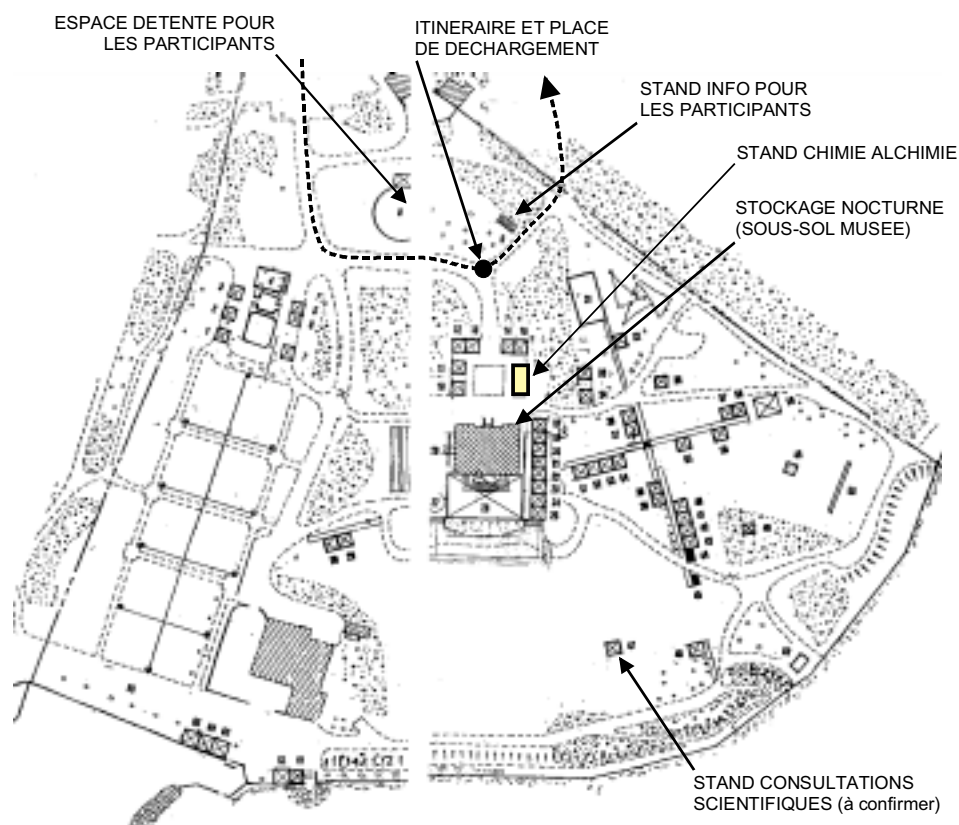 ESPACE DETENTE POUR
LES PARTICIPANTS
ITINERAIRE ET PLACE
DE DECHARGEMENT
STAND INFO POUR
LES PARTICIPANTS
STAND CHIMIE ALCHIMIE
STOCKAGE NOCTURNE
(SOUS-SOL MUSEE)
STAND CONSULTATIONS
SCIENTIFIQUES (à confirmer)